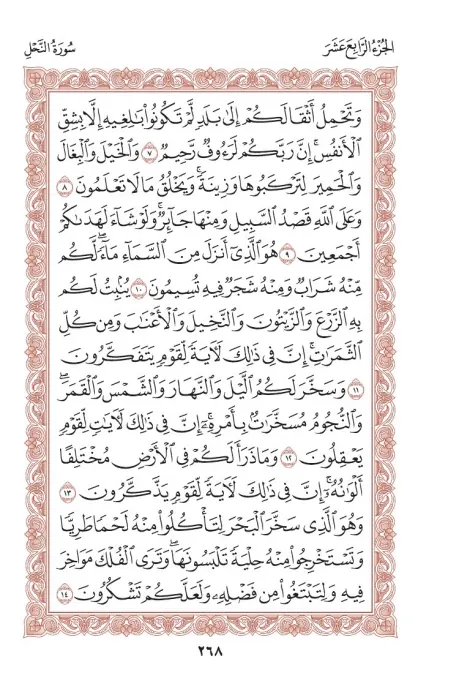 الجُزْءُ الرَّابِعَ عَشَرَ
سُورَةُ النَّحْلِ
وَتَحْمِلُ أَثْقَالَكُمْ إِلَىٰ بَلَدٍ لَّمْ تَكُونُوا۟ بَٰلِغِيهِ إِلَّا بِشِقِّ
ٱلْأَنفُسِ ۚ إِنَّ رَبَّكُمْ لَرَءُوفٌ رَّحِيمٌ ٧ وَٱلْخَيْلَ وَٱلْبِغَالَ
وَٱلْحَمِيرَ لِتَرْكَبُوهَا وَزِينَةً ۚ وَيَخْلُقُ مَا لَا تَعْلَمُونَ ٨
وَعَلَى ٱللَّهِ قَصْدُ ٱلسَّبِيلِ وَمِنْهَا جَآئِرٌ ۚ وَلَوْ شَآءَ لَهَدَىٰكُمْ
أَجْمَعِينَ ٩ هُوَ ٱلَّذِىٓ أَنزَلَ مِنَ ٱلسَّمَآءِ مَآءً ۖ لَّكُم
مِّنْهُ شَرَابٌ وَمِنْهُ شَجَرٌ فِيهِ تُسِيمُونَ ١٠ يُنۢبِتُ لَكُم
بِهِ ٱلزَّرْعَ وَٱلزَّيْتُونَ وَٱلنَّخِيلَ وَٱلْأَعْنَٰبَ وَمِن كُلِّ
ٱلثَّمَرَٰتِ ۗ إِنَّ فِى ذَٰلِكَ لَءَايَةً لِّقَوْمٍ يَتَفَكَّرُونَ
١١ وَسَخَّرَ لَكُمُ ٱلَّيْلَ وَٱلنَّهَارَ وَٱلشَّمْسَ وَٱلْقَمَرَ ۖ
وَٱلنُّجُومُ مُسَخَّرَٰتٌۢ بِأَمْرِهِۦٓ ۗ إِنَّ فِى ذَٰلِكَ لَءَايَٰتٍ لِّقَوْمٍ
يَعْقِلُونَ ١٢ وَمَا ذَرَأَ لَكُمْ فِى ٱلْأَرْضِ مُخْتَلِفًا
أَلْوَٰنُهُۥٓ ۗ إِنَّ فِى ذَٰلِكَ لَءَايَةً لِّقَوْمٍ يَذَّكَّرُونَ ١٣
وَهُوَ ٱلَّذِى سَخَّرَ ٱلْبَحْرَ لِتَأْكُلُوا۟ مِنْهُ لَحْمًا طَرِيًّا
وَتَسْتَخْرِجُوا۟ مِنْهُ حِلْيَةً تَلْبَسُونَهَا ۖ وَتَرَى ٱلْفُلْكَ مَوَاخِرَ
فِيهِ وَلِتَبْتَغُوا۟ مِن فَضْلِهِۦ وَلَعَلَّكُمْ تَشْكُرُونَ ١٤
٢٦٨